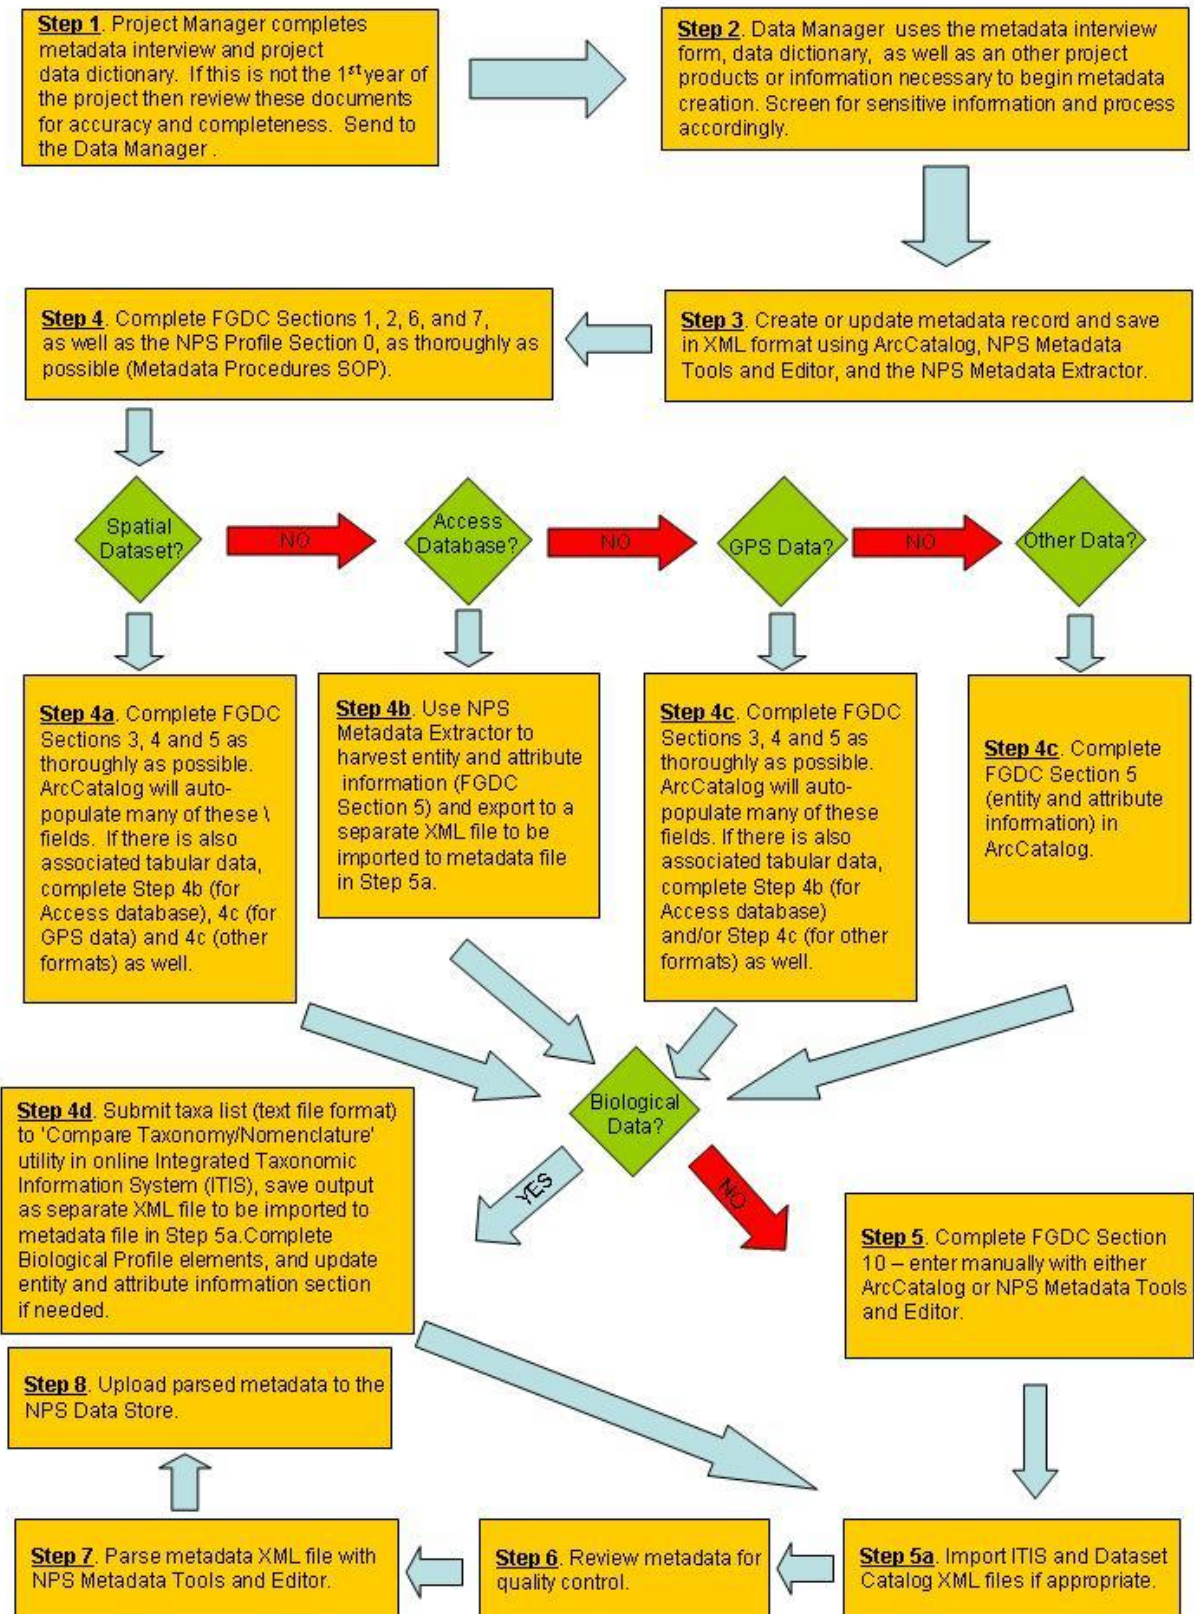 Step 1. Project Manager completes
metadata interview and project
data dictionary. If this is not the 1st year of
the project then review these documents
for accuracy and completeness. Send to
the Data Manager .
Step 2. Data Manager uses the metadata interview
form, data dictionary, as well as an other project
products or information necessary to begin metadata
creation. Screen for sensitive information and process
accordingly.
Step 4. Complete FGDC Sections 1, 2, 6, and 7,
as well as the NPS Profile Section 0, as thoroughly as
possible (Metadata Procedures SOP).
Step 3. Create or update metadata record and save
in XML format using ArcCatalog, NPS Metadata
Tools and Editor, and the NPS Metadata Extractor.
Spatial
Dataset?
NO
Access
Database?
NO
GPS Data?
NO
Other Data?
Step 4a. Complete FGDC
Sections 3, 4 and 5 as
thoroughly as possible.
ArcCatalog will auto-
populate many of these \
fields. If there is also
associated tabular data,
complete Step 4b (for
Access database), 4c (for
GPS data) and 4c (other
formats) as well.
Step 4b. Use NPS
Metadata Extractor to
harvest entity and attribute
information (FGDC
Section 5) and export to a
separate XML file to be
imported to metadata file
in Step 5a.
Step 4c. Complete FGDC
Sections 3, 4 and 5 as
thoroughly as possible.
ArcCatalog will auto-
populate many of these
fields. If there is also
associated tabular data,
complete Step 4b (for
Access database)
and/or Step 4c (for other
formats) as well.
Step 4c. Complete
FGDC Section 5
(entity and attribute
information) in
ArcCatalog.
Biological
Data?
YES
NO
Step 4d. Submit taxa list (text file format)
to 'Compare Taxonomy/Nomenclature'
utility in online Integrated Taxonomic
Information System (ITIS), save output
as separate XML file to be imported to
metadata file in Step 5a.Complete
Biological Profile elements, and update
entity and attribute information section
if needed.
Step 5. Complete FGDC Section
10 – enter manually with either
ArcCatalog or NPS Metadata Tools
and Editor.
Step 8. Upload parsed metadata to the
NPS Data Store.
Step 7. Parse metadata XML file with
NPS Metadata Tools and Editor.
Step 6. Review metadata for
quality control.
Step 5a. Import ITIS and Dataset
Catalog XML files if appropriate.